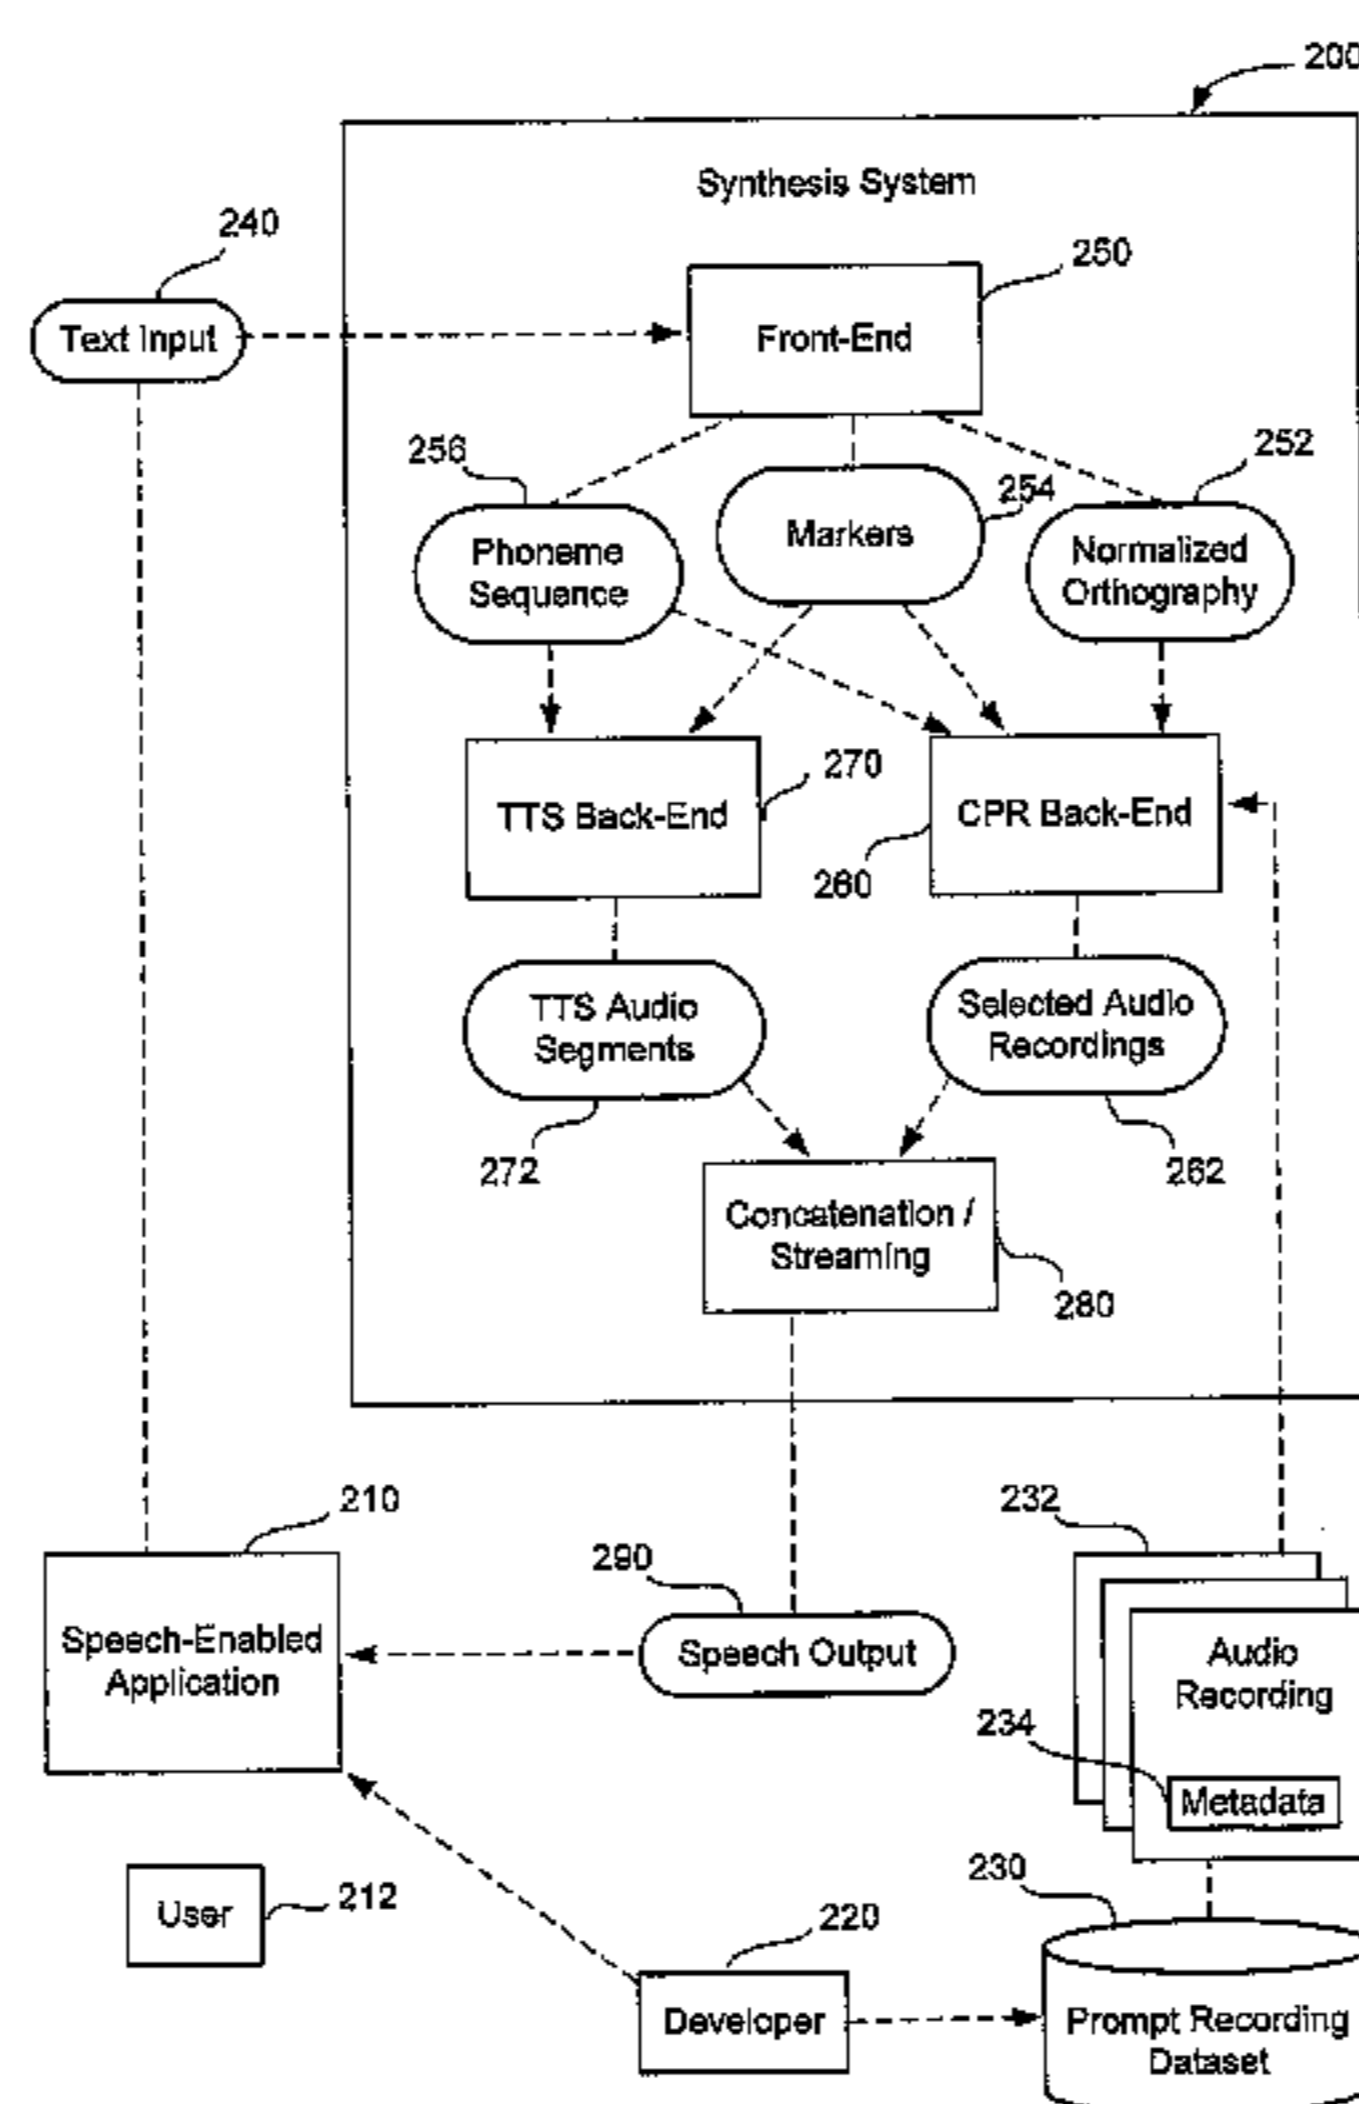 200
Synthesis System
240
250
Text Input
Front-End
256
252
254
Markers
Phoneme
Sequence
Normalized
Orthography
270
TTS Back-End
CPR Back-End
260
TTS Audio
Segments
Selected Audio
Recordings
272
262
Concatenation /
Streaming
280
210
232
290
Speech-Enabled
Application
Speech Output
Audio
Recording
234
Metadata
230
User
212
220
Developer
Prompt Recording
Dataset